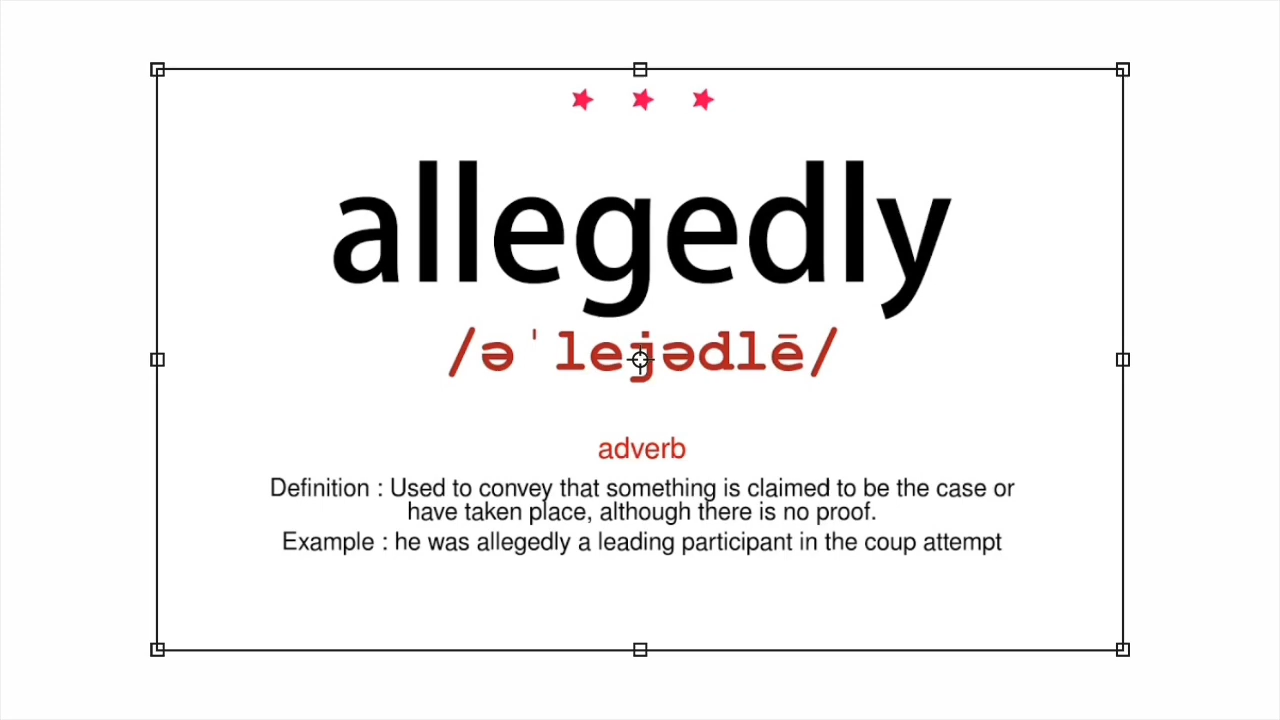 allegedly
/əˈlejədlē/
adverb
Definition : Used to convey that something is claimed to be the case or
have taken place, although there is no proof.
Example : he was allegedly a leading participant in the coup attempt